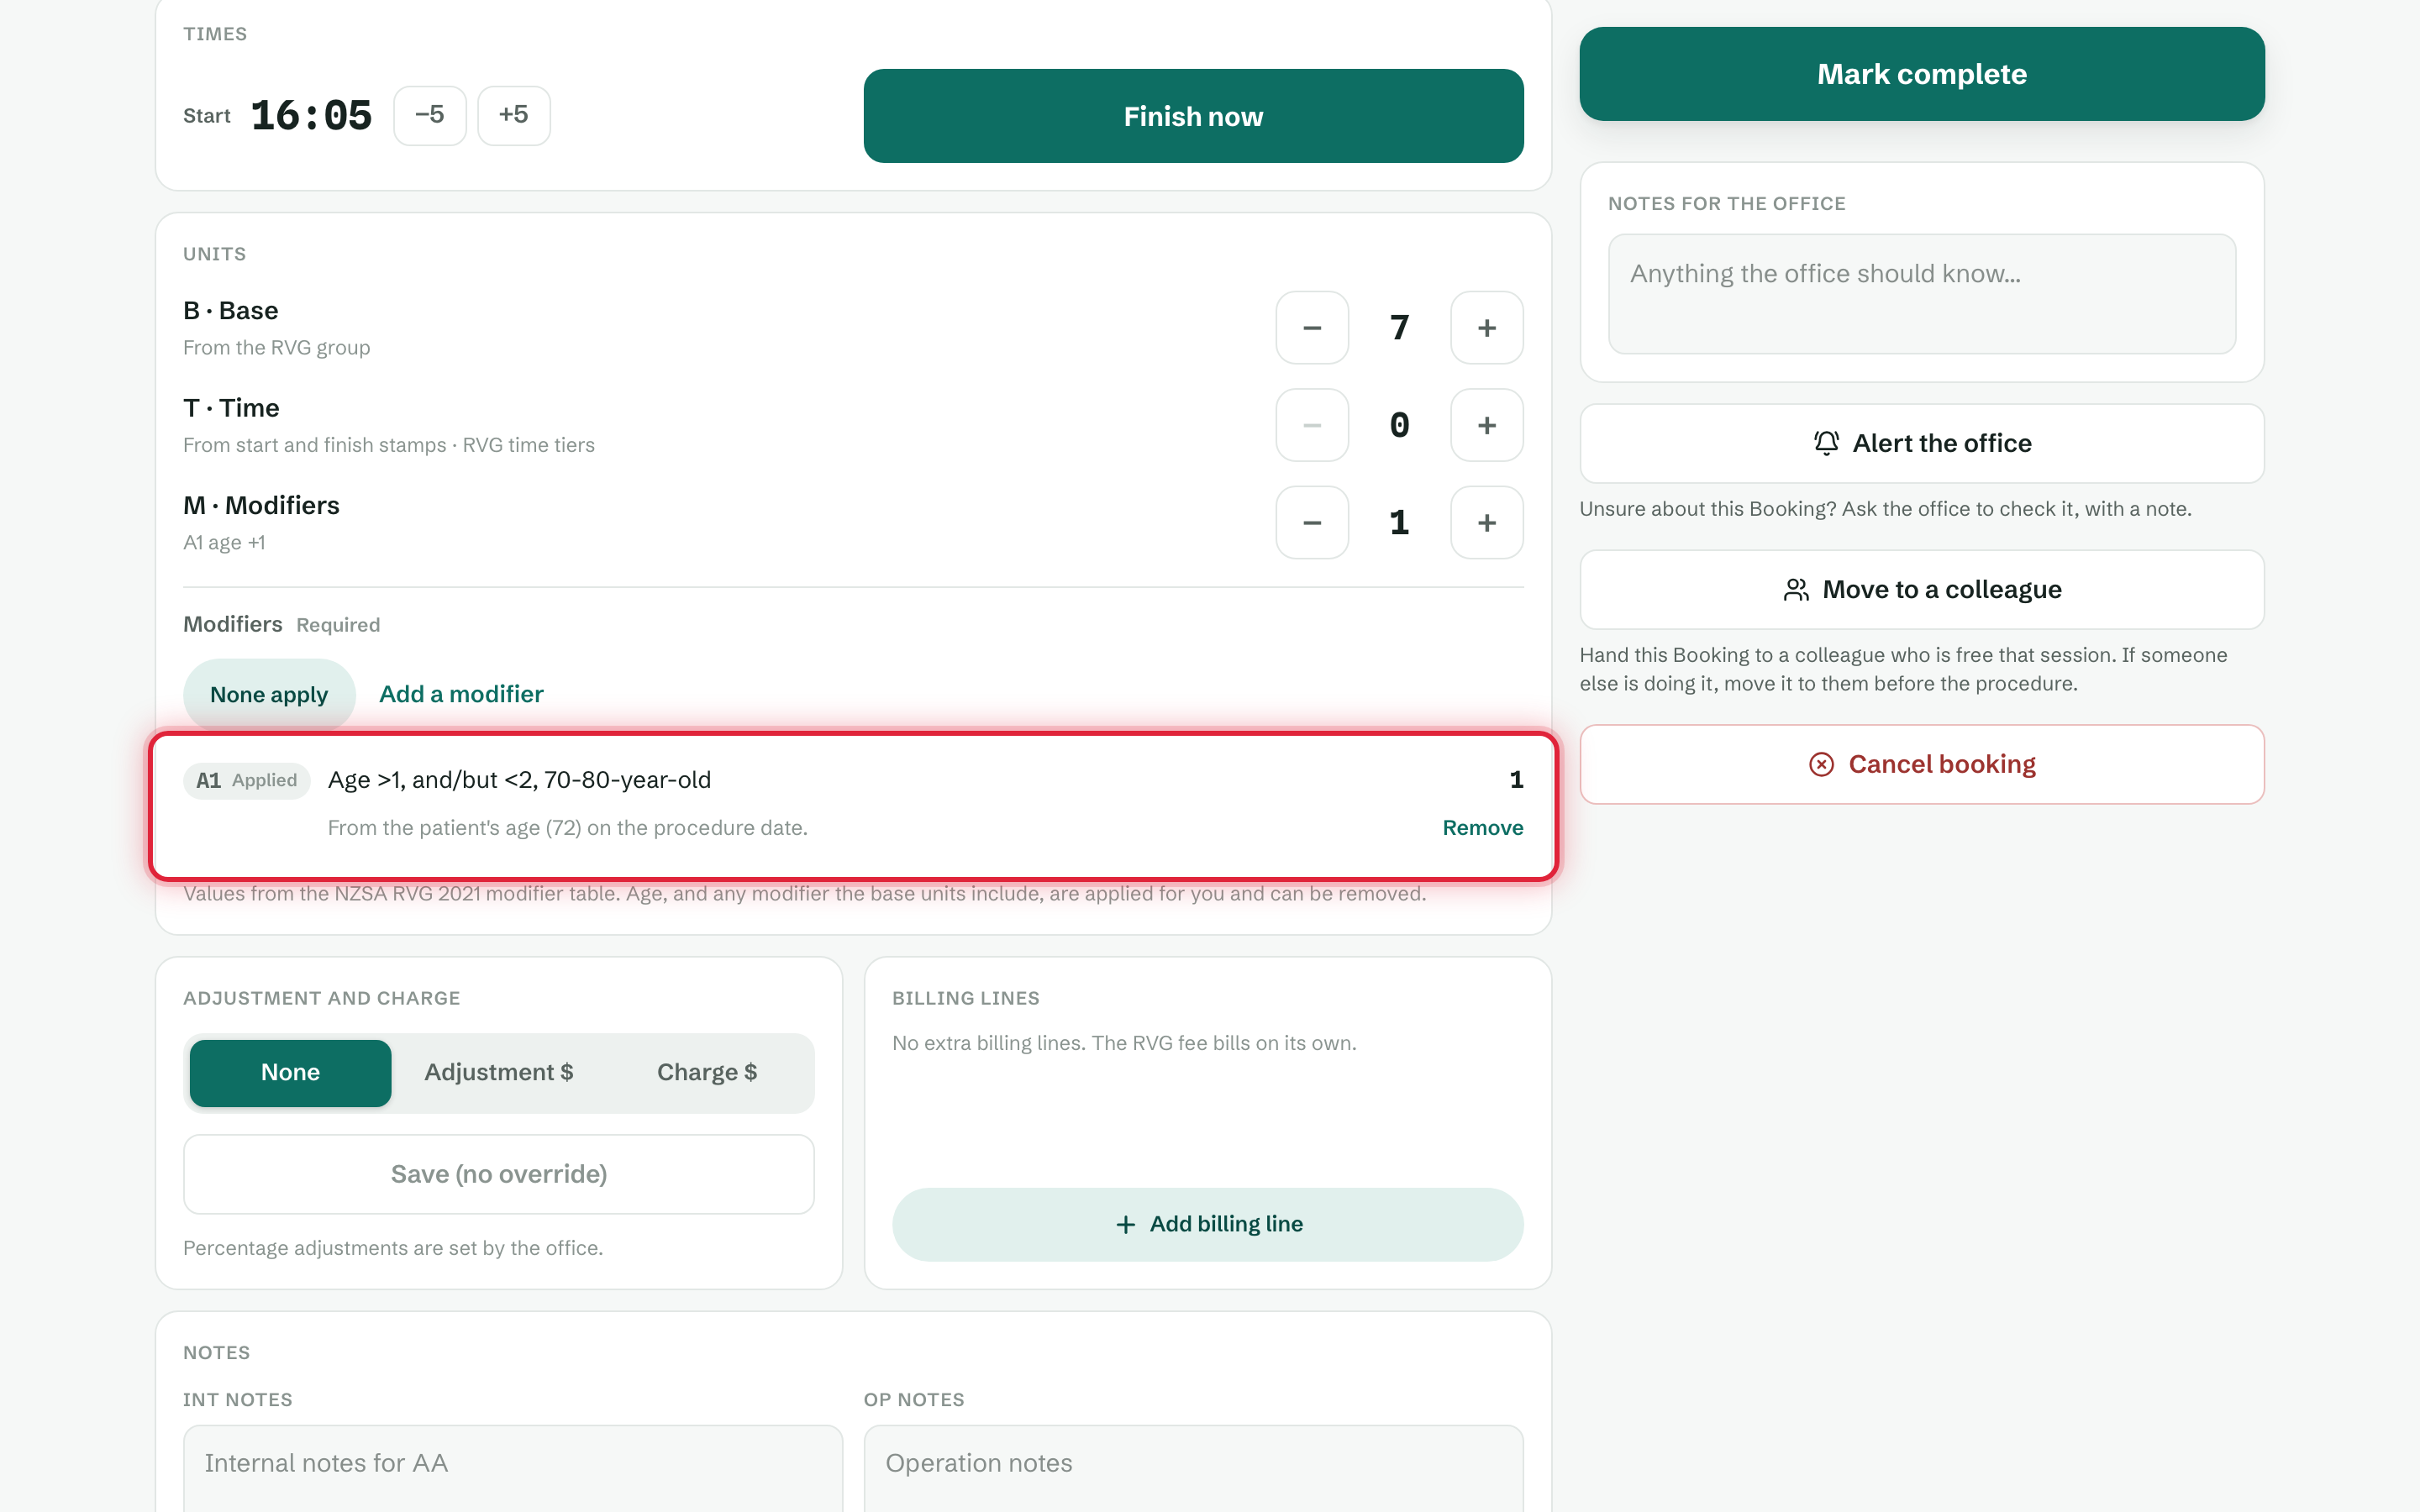 TIMES
Start 16:05 −5 +5
Finish now
UNITS
B · Base
From the RVG group
− 7 +
T · Time
From start and finish stamps · RVG time tiers
− 0 +
M · Modifiers
A1 age +1
− 1 +
Modifiers Required
None apply Add a modifier
A1 Applied Age >1, and/but <2, 70-80-year-old 1
From the patient's age (72) on the procedure date. Remove
Values from the NZSA RVG 2021 modifier table. Age, and any modifier the base units include, are applied for you and can be removed.
ADJUSTMENT AND CHARGE
None Adjustment $ Charge $
Save (no override)
Percentage adjustments are set by the office.
BILLING LINES
No extra billing lines. The RVG fee bills on its own.
+ Add billing line
NOTES
INT NOTES
Internal notes for AA
OP NOTES
Operation notes
Mark complete
NOTES FOR THE OFFICE
Anything the office should know...
Alert the office
Unsure about this Booking? Ask the office to check it, with a note.
Move to a colleague
Hand this Booking to a colleague who is free that session. If someone
else is doing it, move it to them before the procedure.
Cancel booking